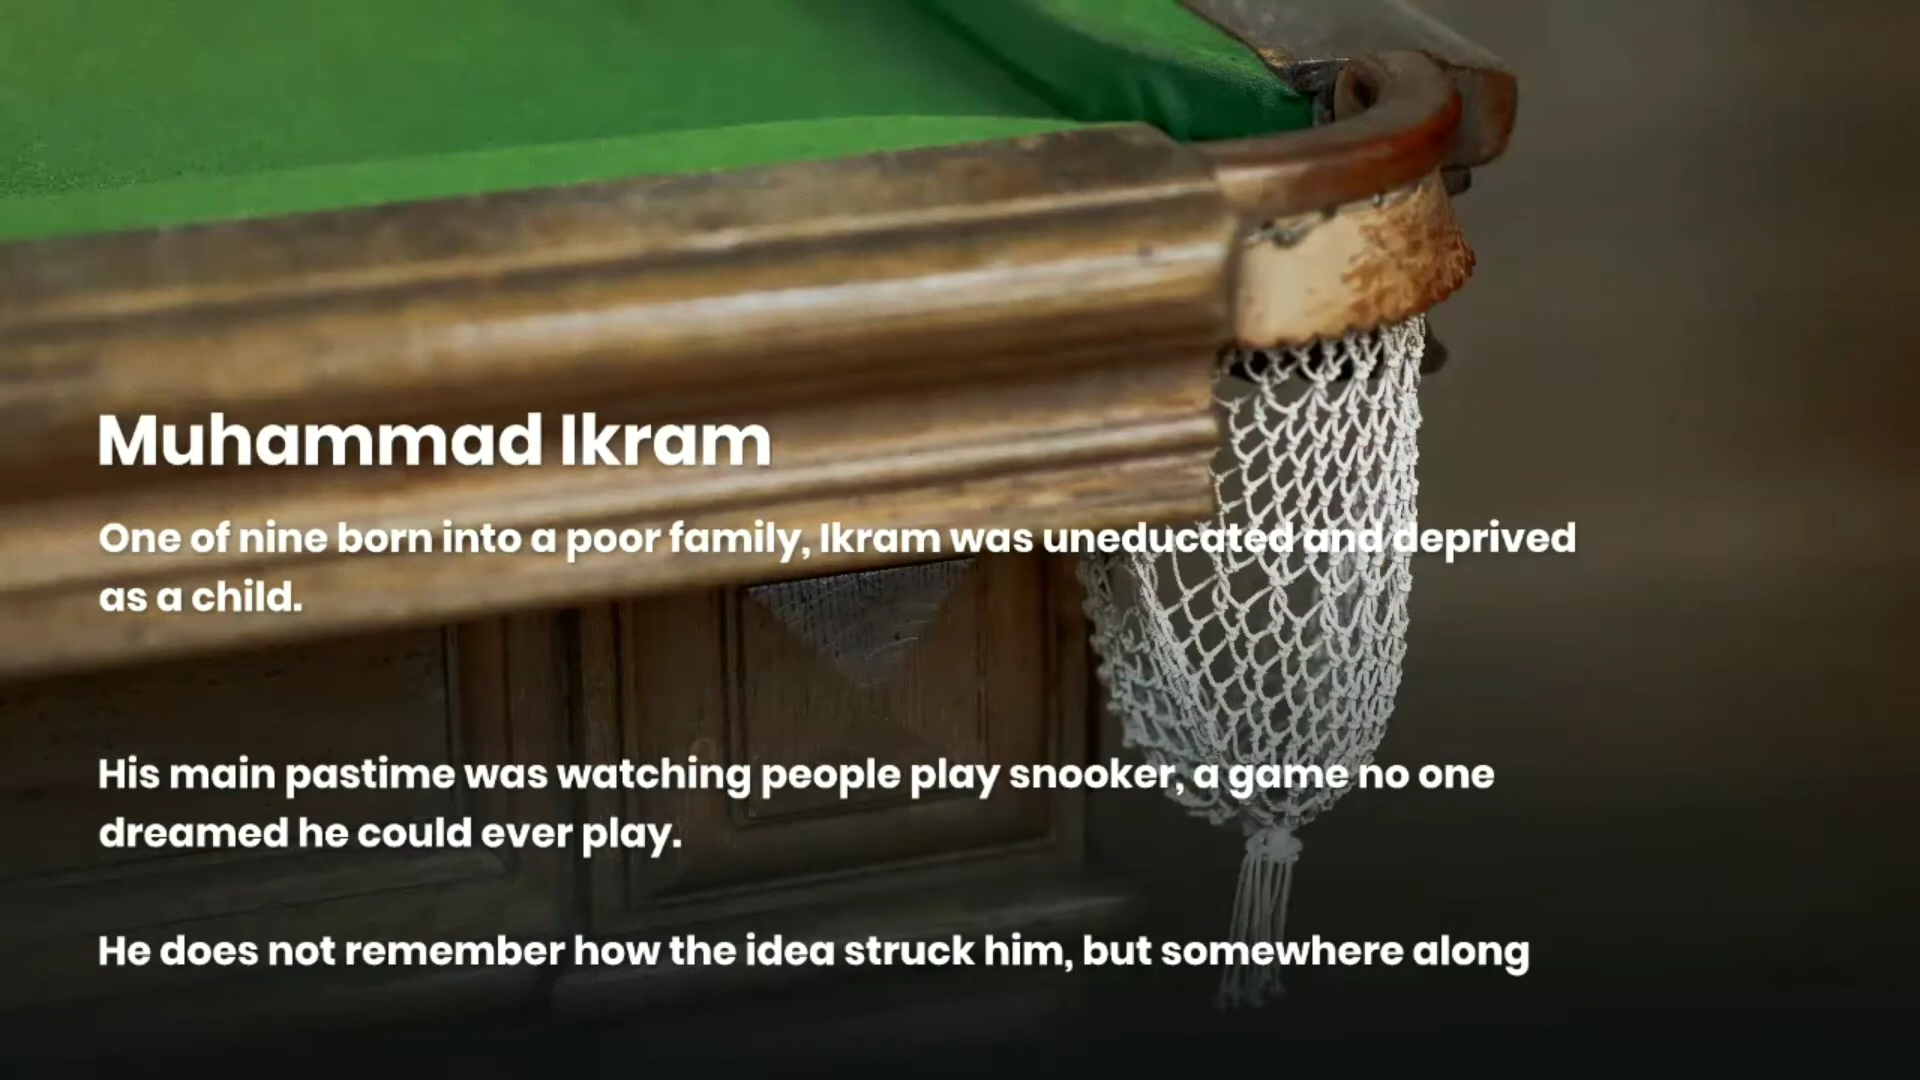 Muhammad Ikram
One of nine born into a poor family, Ikram was uneducated and deprived
as a child.
His main pastime was watching people play snooker, a game no one
dreamed he could ever play.
He does not remember how the idea struck him, but somewhere along